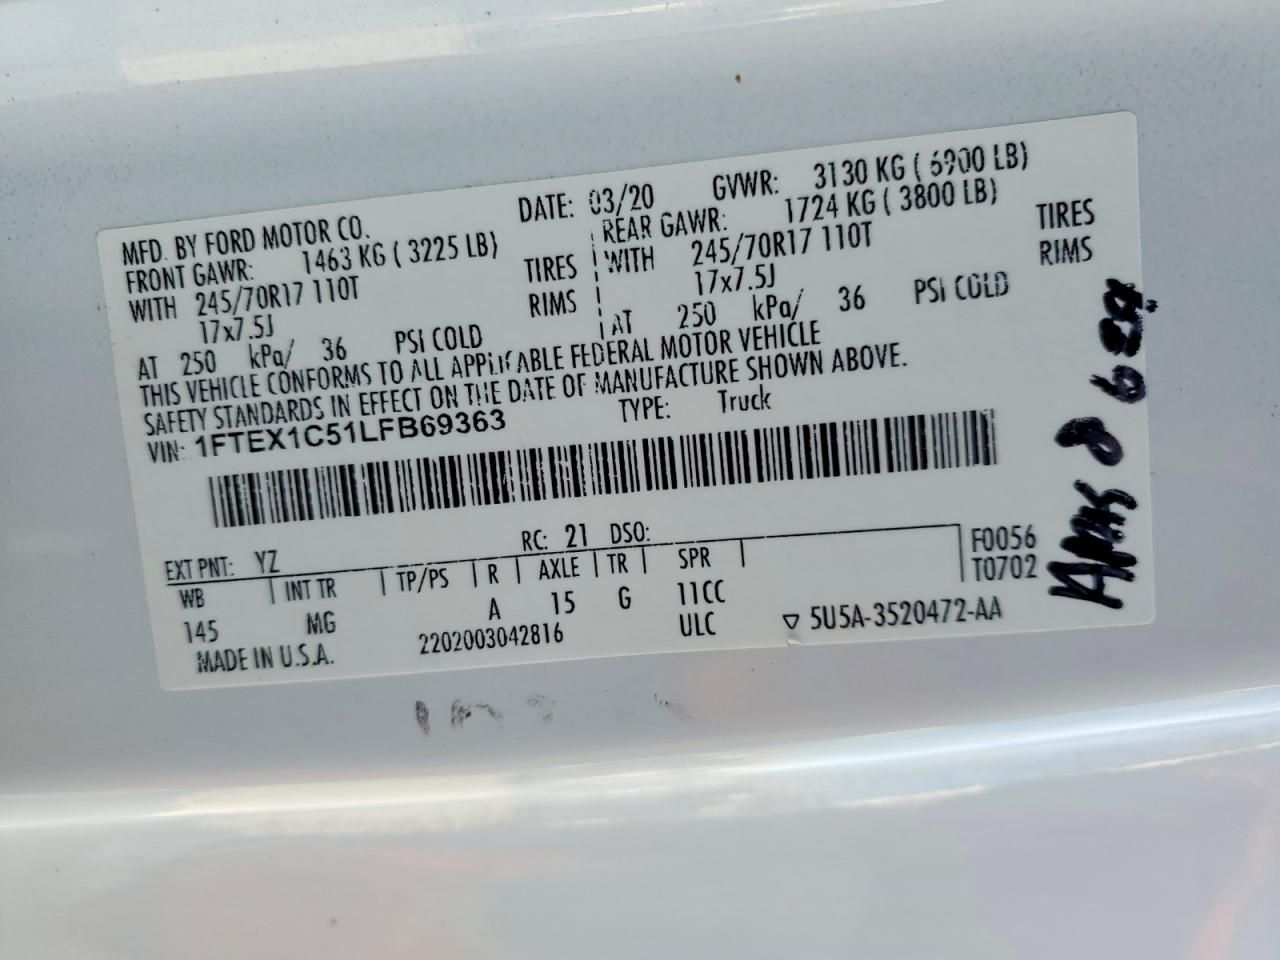 MFD. BY FORD MOTOR CO. DATE: 03/20 GVWR: 3130 KG ( 6900 LB)
FRONT GAWR: 1463 KG ( 3225 LB) REAR GAWR: 1724 KG ( 3800 LB)
WITH 245/70R17 110T TIRES WITH 245/70R17 110T TIRES
17x7.5J RIMS 17x7.5J RIMS
AT 250 kPa/ 36 PSI COLD AT 250 kPa/ 36 PSI COLD
THIS VEHICLE CONFORMS TO ALL APPLICABLE FEDERAL MOTOR VEHICLE
SAFETY STANDARDS IN EFFECT ON THE DATE OF MANUFACTURE SHOWN ABOVE.
VIN: 1FTEX1C51LFB69363 TYPE: Truck
EXT PNT: YZ RC: 21 DSO: F0056
WB INT TR TP/PS R AXLE TR SPR T0702
145 MG A 15 G 11CC
MADE IN U.S.A. 2202003042816 ULC ▽ 5U5A-3520472-AA